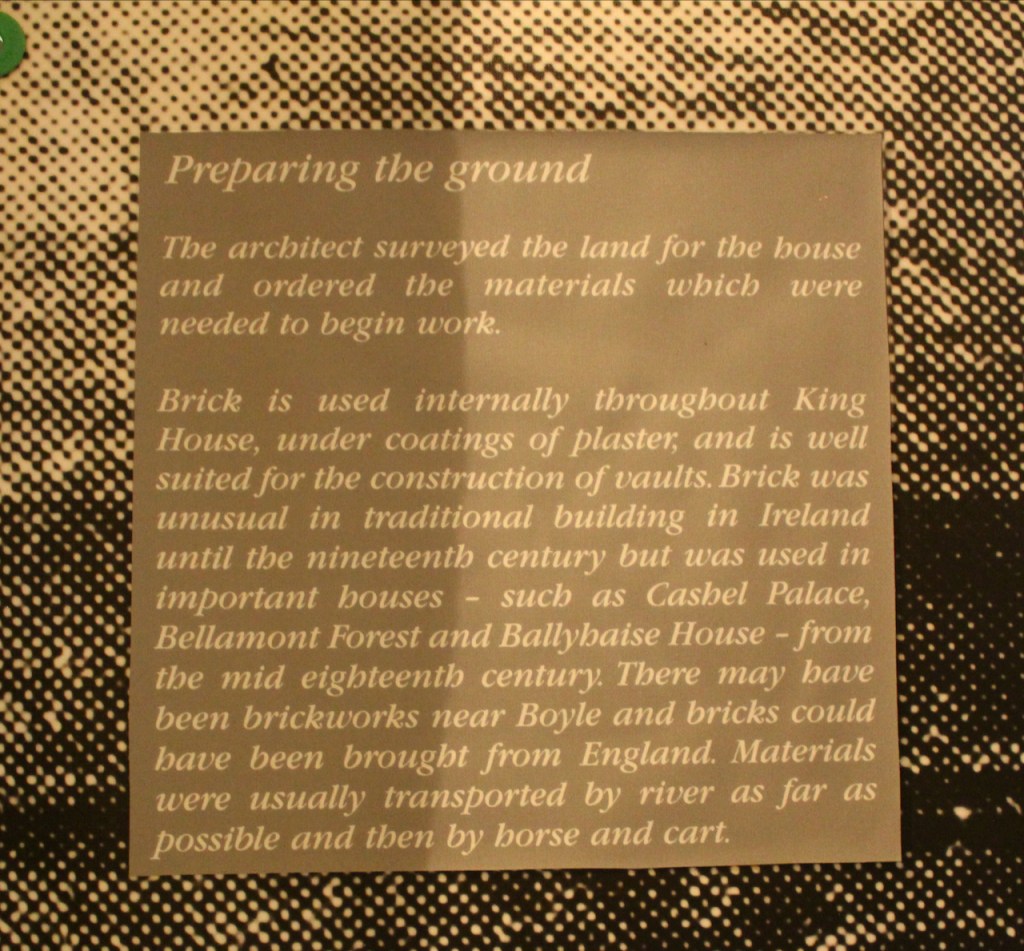 Preparing the ground
The architect surveyed the land for the house
and ordered the materials which were
needed to begin work.
Brick is used internally throughout King
House, under coatings of plaster, and is well
suited for the construction of vaults. Brick was
unusual in traditional building in Ireland
until the nineteenth century but was used in
important houses – such as Cashel Palace,
Bellamont Forest and Ballyhaise House – from
the mid eighteenth century. There may have
been brickworks near Boyle and bricks could
have been brought from England. Materials
were usually transported by river as far as
possible and then by horse and cart.